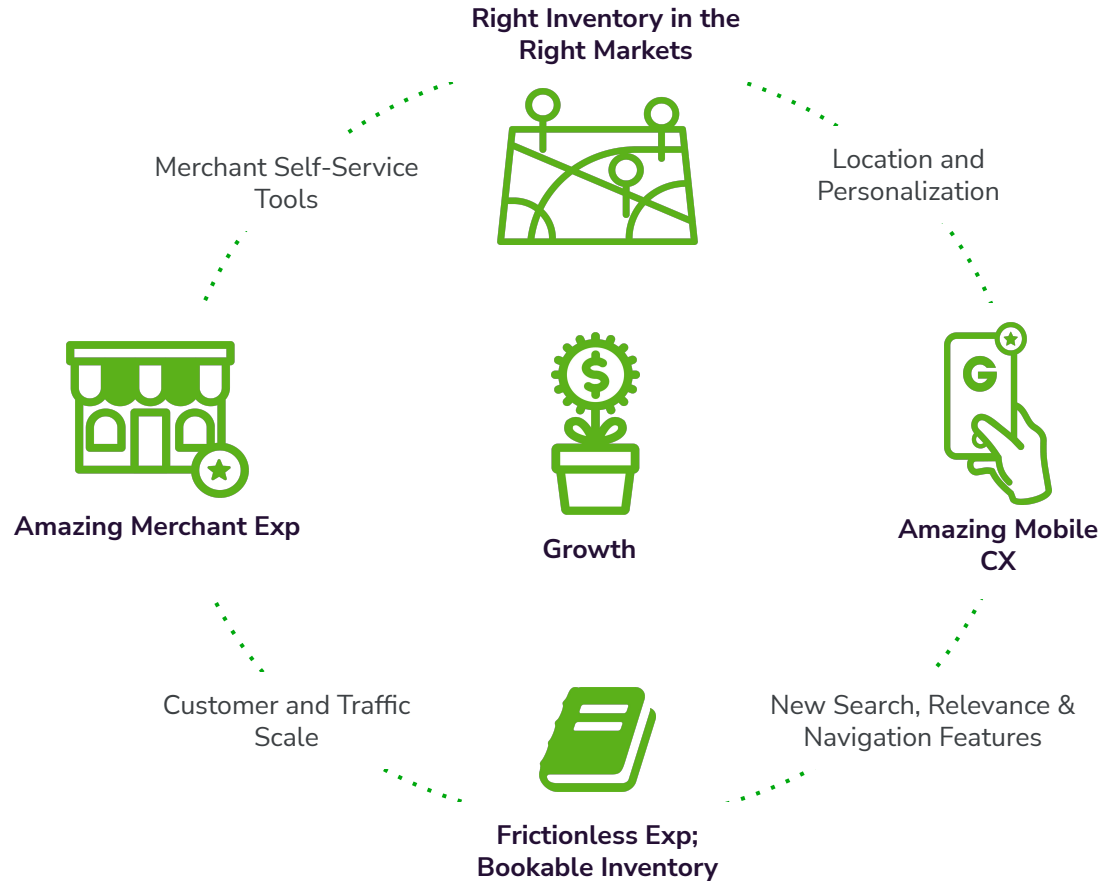 Right Inventory in the
Right Markets
Merchant Self-Service
Tools
Location and
Personalization
$
G
Amazing Merchant Exp
Growth
Amazing Mobile
CX
Customer and Traffic
Scale
New Search, Relevance &
Navigation Features
Frictionless Exp;
Bookable Inventory